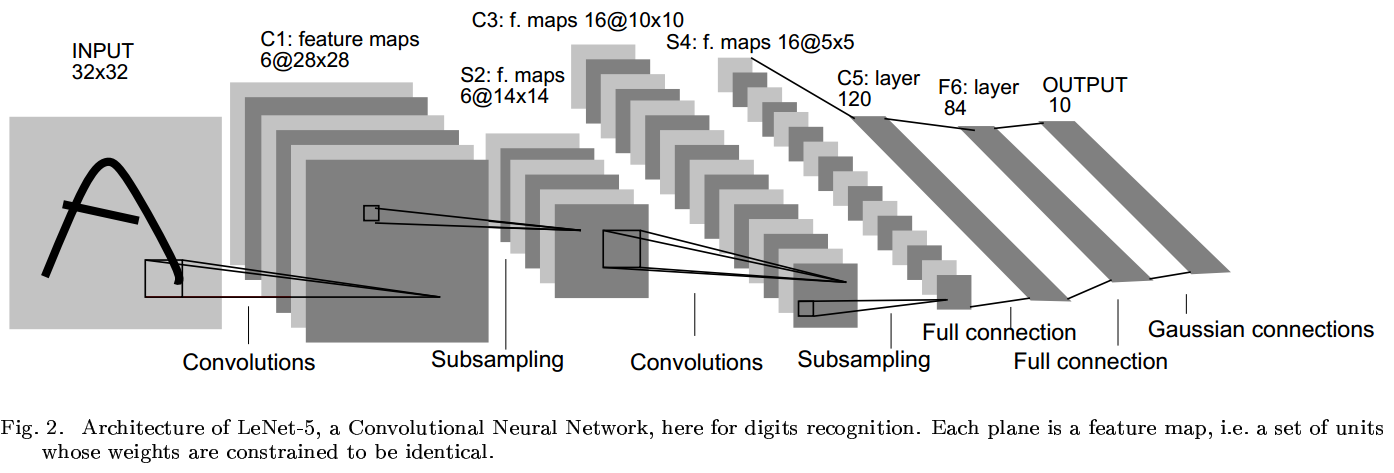 INPUT
32x32
C1: feature maps
6@28x28
S2: f. maps
6@14x14
C3: f. maps 16@10x10
S4: f. maps 16@5x5
C5: layer
120
F6: layer
84
OUTPUT
10
Convolutions
Subsampling
Convolutions
Subsampling
Full connection
Full connection
Gaussian connections
Fig. 2. Architecture of LeNet-5, a Convolutional Neural Network, here for digits recognition. Each plane is a feature map, i.e. a set of units
whose weights are constrained to be identical.